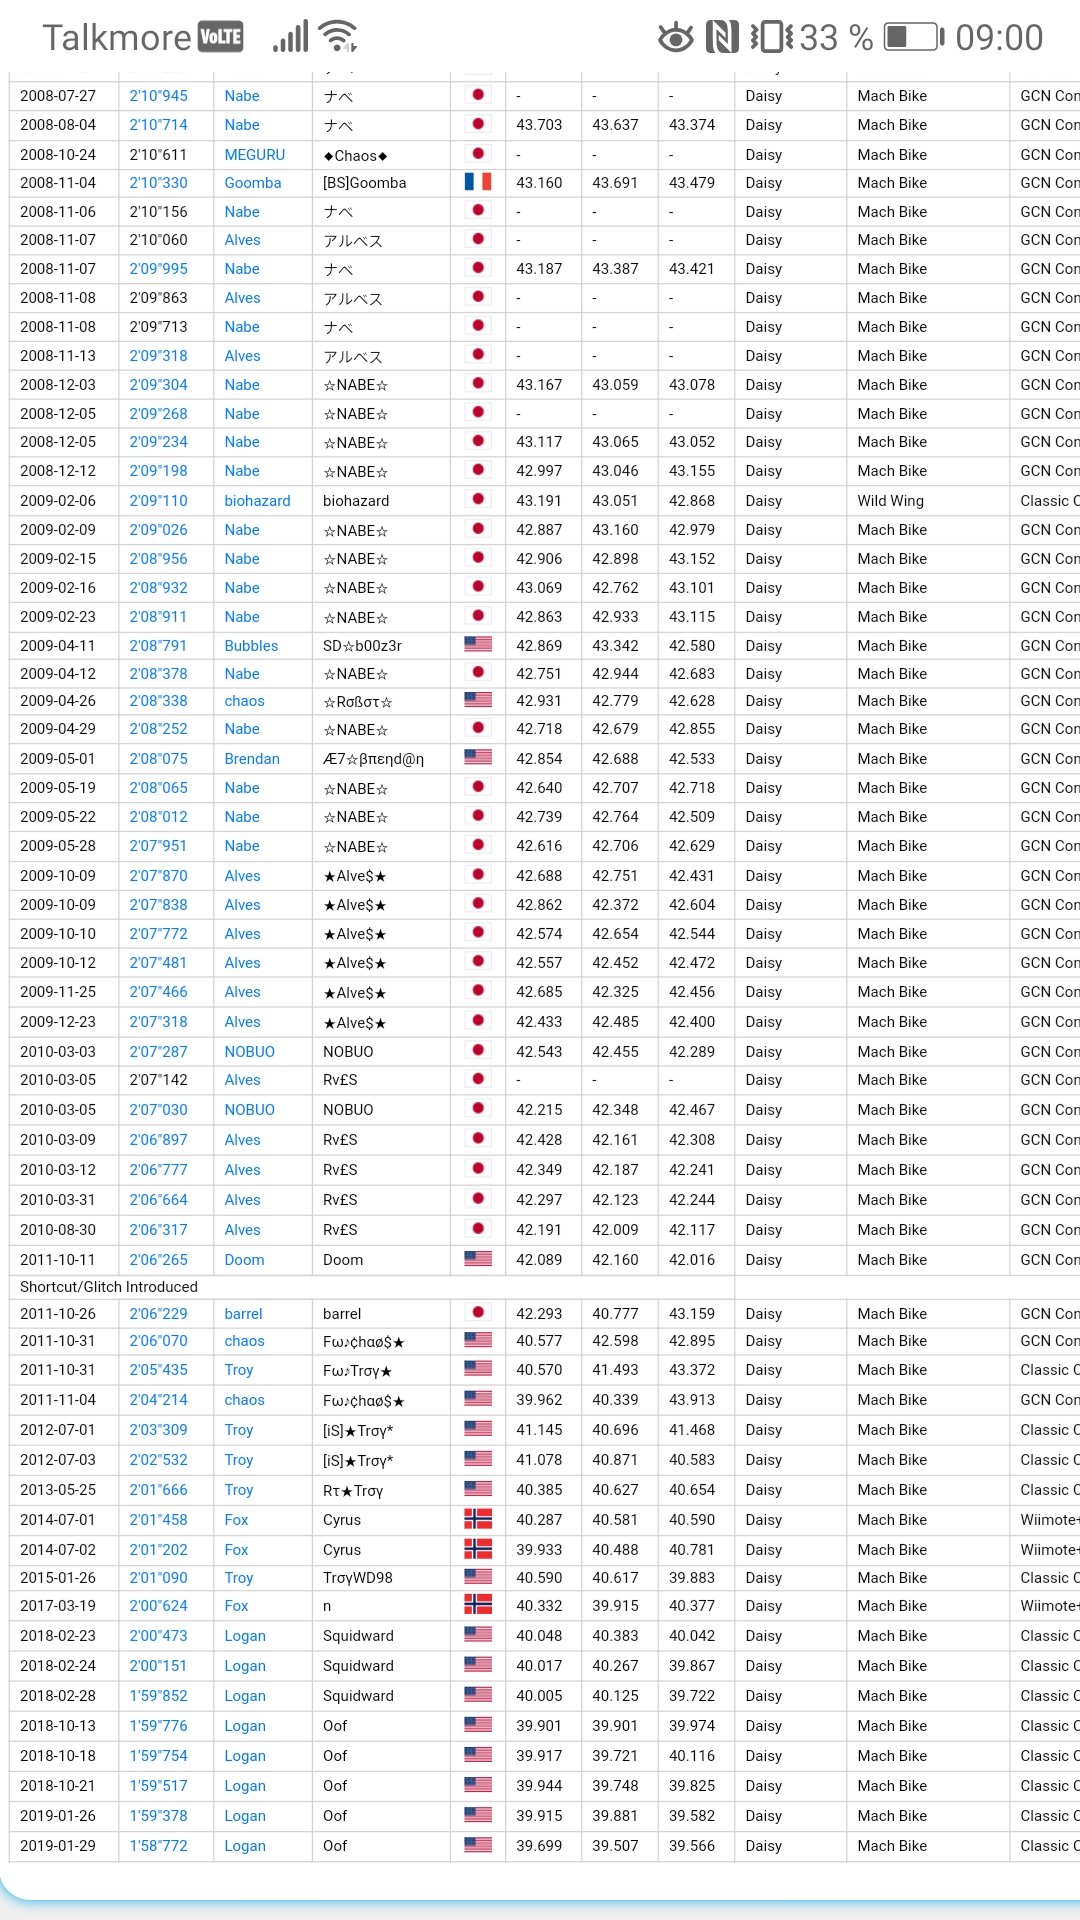 Talkmore VoLTE 33 % 09:00
2008-07-27 2'10"945 Nabe ナベ - - - Daisy Mach Bike GCN Con
2008-08-04 2'10"714 Nabe ナベ 43.703 43.637 43.374 Daisy Mach Bike GCN Con
2008-10-24 2'10"611 MEGURU ◆Chaos◆ - - - Daisy Mach Bike GCN Con
2008-11-04 2'10"330 Goomba [BS]Goomba 43.160 43.691 43.479 Daisy Mach Bike GCN Con
2008-11-06 2'10"156 Nabe ナベ - - - Daisy Mach Bike GCN Con
2008-11-07 2'10"060 Alves アルベス - - - Daisy Mach Bike GCN Con
2008-11-07 2'09"995 Nabe ナベ 43.187 43.387 43.421 Daisy Mach Bike GCN Con
2008-11-08 2'09"863 Alves アルベス - - - Daisy Mach Bike GCN Con
2008-11-08 2'09"713 Nabe ナベ - - - Daisy Mach Bike GCN Con
2008-11-13 2'09"318 Alves アルベス - - - Daisy Mach Bike GCN Con
2008-12-03 2'09"304 Nabe ☆NABE☆ 43.167 43.059 43.078 Daisy Mach Bike GCN Con
2008-12-05 2'09"268 Nabe ☆NABE☆ - - - Daisy Mach Bike GCN Con
2008-12-05 2'09"234 Nabe ☆NABE☆ 43.117 43.065 43.052 Daisy Mach Bike GCN Con
2008-12-12 2'09"198 Nabe ☆NABE☆ 42.997 43.046 43.155 Daisy Mach Bike GCN Con
2009-02-06 2'09"110 biohazard biohazard 43.191 43.051 42.868 Daisy Wild Wing Classic C
2009-02-09 2'09"026 Nabe ☆NABE☆ 42.887 43.160 42.979 Daisy Mach Bike GCN Con
2009-02-15 2'08"956 Nabe ☆NABE☆ 42.906 42.898 43.152 Daisy Mach Bike GCN Con
2009-02-16 2'08"932 Nabe ☆NABE☆ 43.069 42.762 43.101 Daisy Mach Bike GCN Con
2009-02-23 2'08"911 Nabe ☆NABE☆ 42.863 42.933 43.115 Daisy Mach Bike GCN Con
2009-04-11 2'08"791 Bubbles SD☆b00z3r 42.869 43.342 42.580 Daisy Mach Bike GCN Con
2009-04-12 2'08"378 Nabe ☆NABE☆ 42.751 42.944 42.683 Daisy Mach Bike GCN Con
2009-04-26 2'08"338 chaos ☆Rσßστ☆ 42.931 42.779 42.628 Daisy Mach Bike GCN Con
2009-04-29 2'08"252 Nabe ☆NABE☆ 42.718 42.679 42.855 Daisy Mach Bike GCN Con
2009-05-01 2'08"075 Brendan Æ7☆βπεηd@η 42.854 42.688 42.533 Daisy Mach Bike GCN Con
2009-05-19 2'08"065 Nabe ☆NABE☆ 42.640 42.707 42.718 Daisy Mach Bike GCN Con
2009-05-22 2'08"012 Nabe ☆NABE☆ 42.739 42.764 42.509 Daisy Mach Bike GCN Con
2009-05-28 2'07"951 Nabe ☆NABE☆ 42.616 42.706 42.629 Daisy Mach Bike GCN Con
2009-10-09 2'07"870 Alves ★Alve$★ 42.688 42.751 42.431 Daisy Mach Bike GCN Con
2009-10-09 2'07"838 Alves ★Alve$★ 42.862 42.372 42.604 Daisy Mach Bike GCN Con
2009-10-10 2'07"772 Alves ★Alve$★ 42.574 42.654 42.544 Daisy Mach Bike GCN Con
2009-10-12 2'07"481 Alves ★Alve$★ 42.557 42.452 42.472 Daisy Mach Bike GCN Con
2009-11-25 2'07"466 Alves ★Alve$★ 42.685 42.325 42.456 Daisy Mach Bike GCN Con
2009-12-23 2'07"318 Alves ★Alve$★ 42.433 42.485 42.400 Daisy Mach Bike GCN Con
2010-03-03 2'07"287 NOBUO NOBUO 42.543 42.455 42.289 Daisy Mach Bike GCN Con
2010-03-05 2'07"142 Alves Rv£S - - - Daisy Mach Bike GCN Con
2010-03-05 2'07"030 NOBUO NOBUO 42.215 42.348 42.467 Daisy Mach Bike GCN Con
2010-03-09 2'06"897 Alves Rv£S 42.428 42.161 42.308 Daisy Mach Bike GCN Con
2010-03-12 2'06"777 Alves Rv£S 42.349 42.187 42.241 Daisy Mach Bike GCN Con
2010-03-31 2'06"664 Alves Rv£S 42.297 42.123 42.244 Daisy Mach Bike GCN Con
2010-08-30 2'06"317 Alves Rv£S 42.191 42.009 42.117 Daisy Mach Bike GCN Con
2011-10-11 2'06"265 Doom Doom 42.089 42.160 42.016 Daisy Mach Bike GCN Con
Shortcut/Glitch Introduced
2011-10-26 2'06"229 barrel barrel 42.293 40.777 43.159 Daisy Mach Bike GCN Con
2011-10-31 2'06"070 chaos Fω♪¢hαø$★ 40.577 42.598 42.895 Daisy Mach Bike GCN Con
2011-10-31 2'05"435 Troy Fω♪Trσγ★ 40.570 41.493 43.372 Daisy Mach Bike Classic C
2011-11-04 2'04"214 chaos Fω♪¢hαø$★ 39.962 40.339 43.913 Daisy Mach Bike GCN Con
2012-07-01 2'03"309 Troy [iS]★Trσγ* 41.145 40.696 41.468 Daisy Mach Bike Classic C
2012-07-03 2'02"532 Troy [iS]★Trσγ* 41.078 40.871 40.583 Daisy Mach Bike Classic C
2013-05-25 2'01"666 Troy Rτ★Trσγ 40.385 40.627 40.654 Daisy Mach Bike Classic C
2014-07-01 2'01"458 Fox Cyrus 40.287 40.581 40.590 Daisy Mach Bike Wiimote+
2014-07-02 2'01"202 Fox Cyrus 39.933 40.488 40.781 Daisy Mach Bike Wiimote+
2015-01-26 2'01"090 Troy TrσγWD98 40.590 40.617 39.883 Daisy Mach Bike Classic C
2017-03-19 2'00"624 Fox n 40.332 39.915 40.377 Daisy Mach Bike Wiimote+
2018-02-23 2'00"473 Logan Squidward 40.048 40.383 40.042 Daisy Mach Bike Classic C
2018-02-24 2'00"151 Logan Squidward 40.017 40.267 39.867 Daisy Mach Bike Classic C
2018-02-28 1'59"852 Logan Squidward 40.005 40.125 39.722 Daisy Mach Bike Classic C
2018-10-13 1'59"776 Logan Oof 39.901 39.901 39.974 Daisy Mach Bike Classic C
2018-10-18 1'59"754 Logan Oof 39.917 39.721 40.116 Daisy Mach Bike Classic C
2018-10-21 1'59"517 Logan Oof 39.944 39.748 39.825 Daisy Mach Bike Classic C
2019-01-26 1'59"378 Logan Oof 39.915 39.881 39.582 Daisy Mach Bike Classic C
2019-01-29 1'58"772 Logan Oof 39.699 39.507 39.566 Daisy Mach Bike Classic C